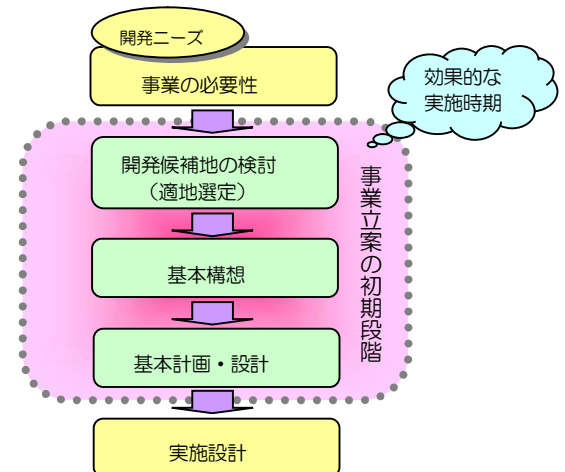 開発ニーズ
事業の必要性
効果的な
実施時期
開発候補地の検討
（適地選定）
事業立案の初期段階
基本構想
基本計画・設計
実施設計